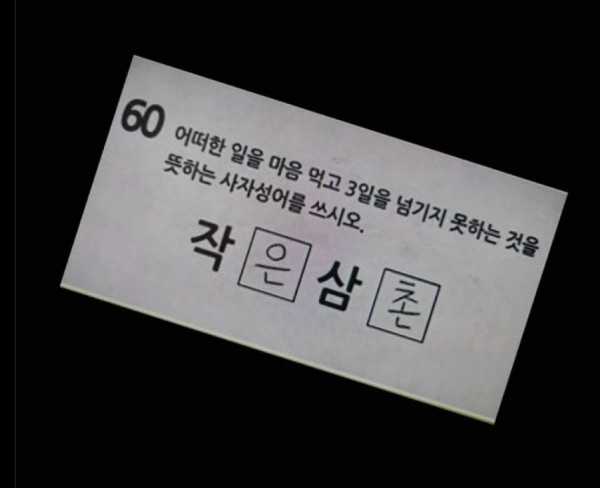 60 어떠한 일을 마음 먹고 3일을 넘기지 못하는 것을
뜻하는 사자성어를 쓰시오.
작 은 삼 촌